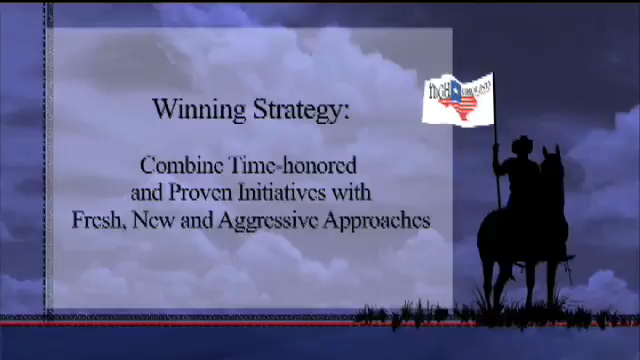 Winning Strategy:
Combine Time-honored
and Proven Initiatives with
Fresh, New and Aggressive Approaches